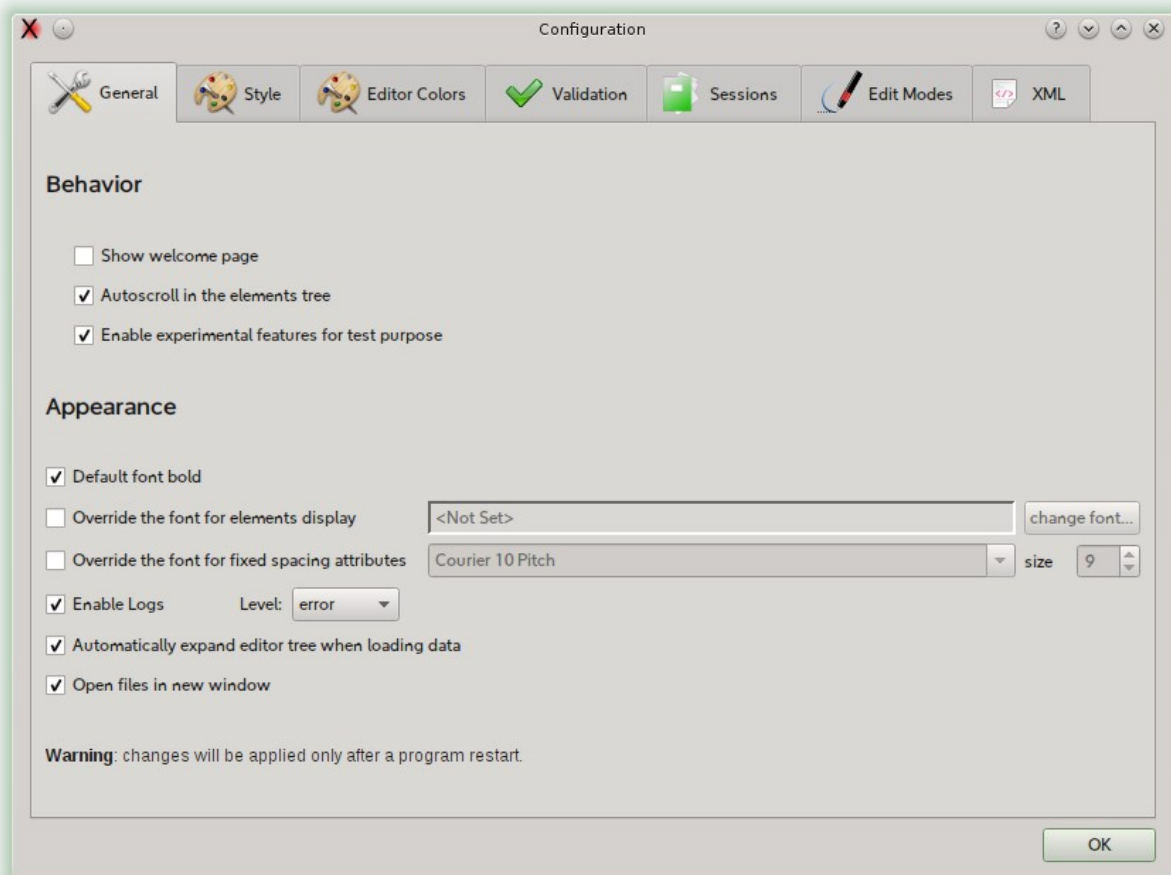 Configuration
General Style Editor Colors Validation Sessions Edit Modes </> XML
Behavior
Show welcome page
Autoscroll in the elements tree
Enable experimental features for test purpose
Appearance
Default font bold
Override the font for elements display <Not Set> change font...
Override the font for fixed spacing attributes Courier 10 Pitch size 9
Enable Logs Level: error
Automatically expand editor tree when loading data
Open files in new window
Warning: changes will be applied only after a program restart.
OK